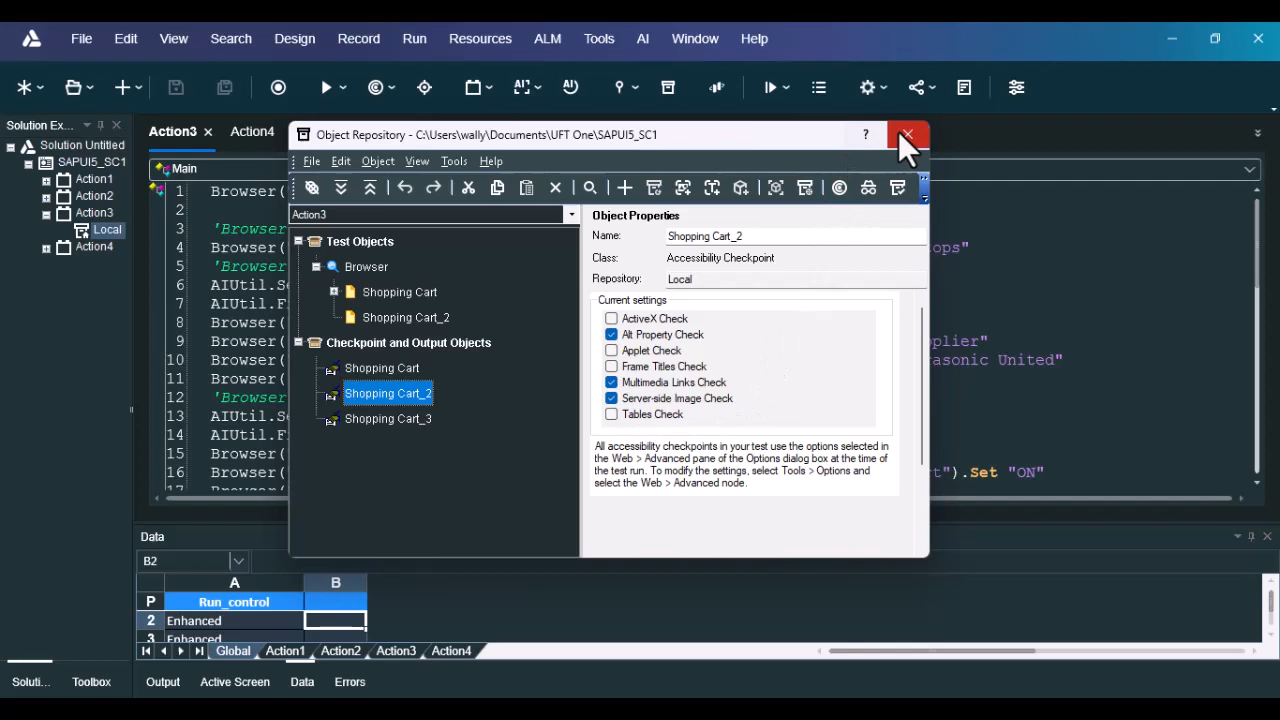 File Edit View Search Design Record Run Resources ALM Tools AI Window Help
Solution Ex...
Solution Untitled
SAPUI5_SC1
Action1
Action2
Action3
Local
Action4
Action3 Action4
Main
1 Browser(
2
3 'Browser
4 Browser( ops"
5 'Browser
6 AIUtil.Se
7 AIUtil.F
8 Browser(
9 Browser( plier"
10 Browser( asonic United"
11 Browser(
12 'Browser
13 AIUtil.Se
14 AIUtil.F
15 Browser(
16 Browser( t").Set "ON"
17 Browser(
Object Repository - C:\Users\wally\Documents\UFT One\SAPUI5_SC1 ?
File Edit Object View Tools Help
Action3
Test Objects
Browser
Shopping Cart
Shopping Cart_2
Checkpoint and Output Objects
Shopping Cart
Shopping Cart_2
Shopping Cart_3
Object Properties
Name: Shopping Cart_2
Class: Accessibility Checkpoint
Repository: Local
Current settings
ActiveX Check
Alt Property Check
Applet Check
Frame Titles Check
Multimedia Links Check
Server-side Image Check
Tables Check
All accessibility checkpoints in your test use the options selected in
the Web > Advanced pane of the Options dialog box at the time of
the test run. To modify the settings, select Tools > Options and
select the Web > Advanced node.
Data
B2
A B
P Run_control
2 Enhanced
3 Enhanced
Global Action1 Action2 Action3 Action4
Soluti... Toolbox Output Active Screen Data Errors